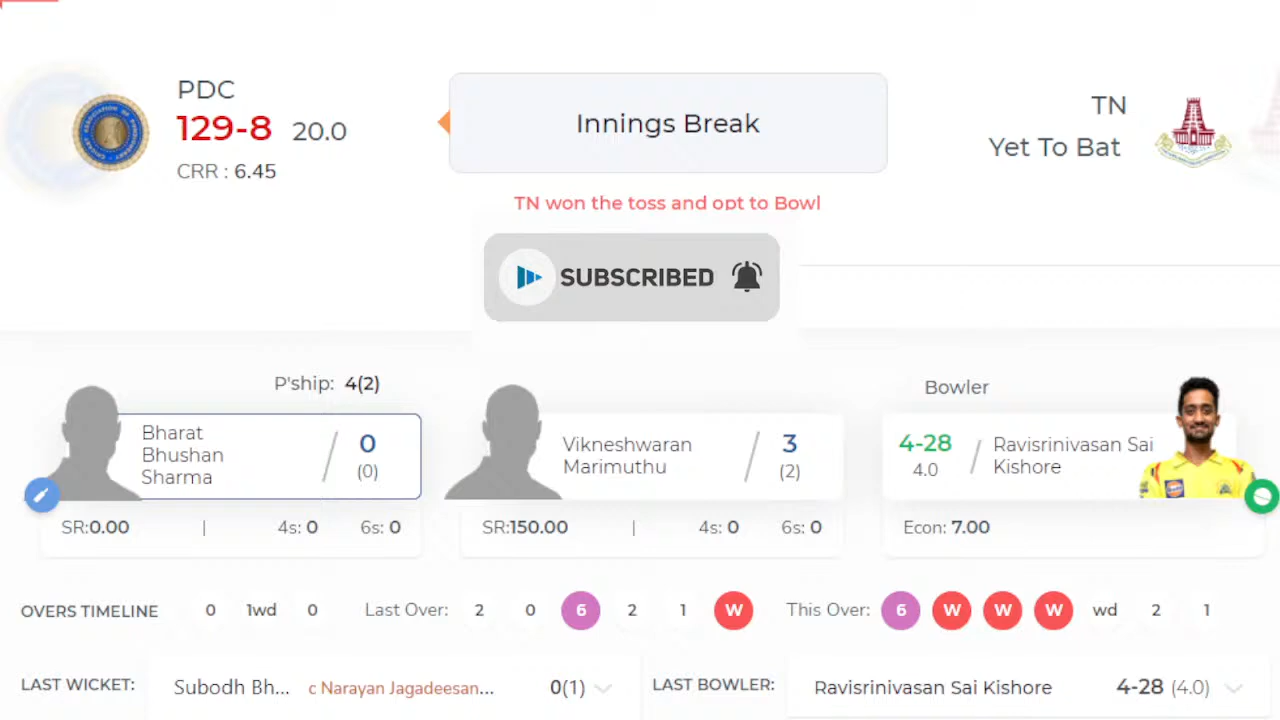 PDC
129-8 20.0
CRR : 6.45
Innings Break
TN
Yet To Bat
TN won the toss and opt to Bowl
SUBSCRIBED
P'ship: 4(2)
Bharat
Bhushan
Sharma
0
(0)
SR:0.00 | 4s: 0 6s: 0
Vikneshwaran
Marimuthu
3
(2)
SR:150.00 | 4s: 0 6s: 0
Bowler
4-28
4.0
Ravisrinivasan Sai
Kishore
Econ: 7.00
OVERS TIMELINE 0 1wd 0 Last Over: 2 0 6 2 1 W This Over: 6 W W W wd 2 1
LAST WICKET: Subodh Bh... c Narayan Jagadeesan... 0(1) LAST BOWLER: Ravisrinivasan Sai Kishore 4-28 (4.0)